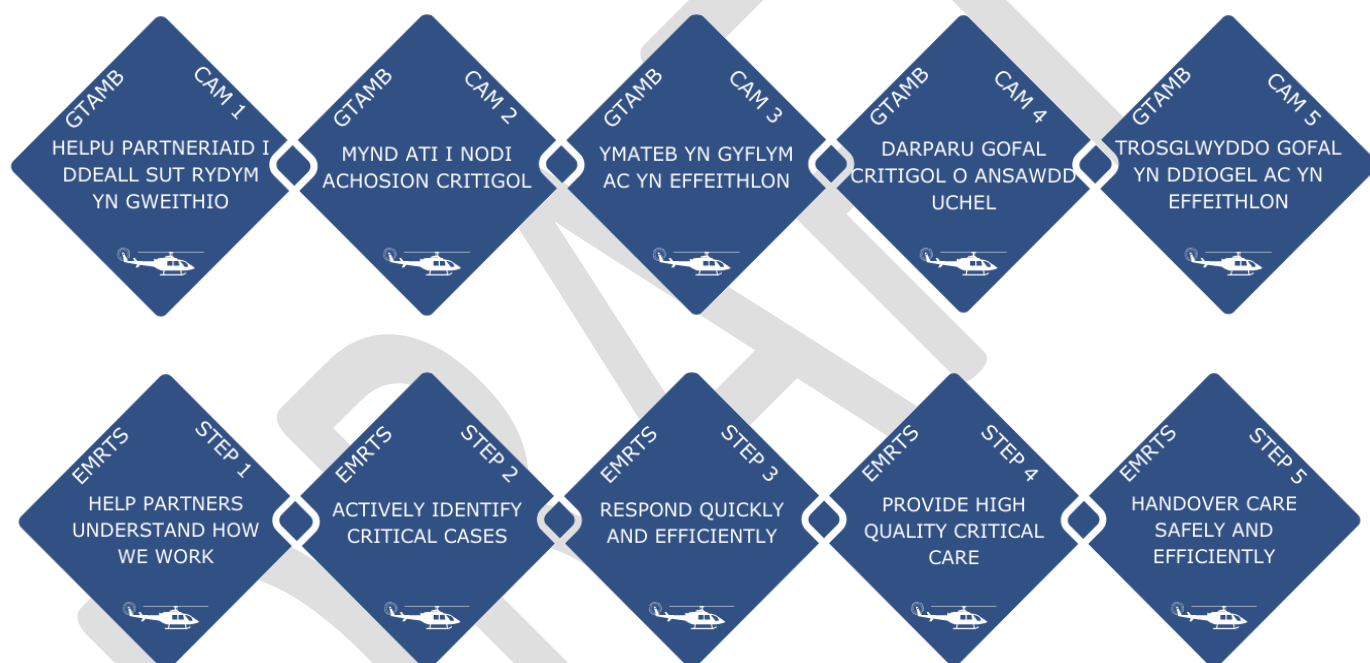 GTAMB
CAM 1
HELPU PARTNERIAID I
DDEALL SUT RYDYM
YN GWEITHIO
GTAMB
CAM 2
MYND ATI I NODI
ACHOSION CRITIGOL
GTAMB
CAM 3
YMATEB YN GYFLYM
AC YN EFFEITHLON
GTAMB
CAM 4
DARPARU GOFAL
CRITIGOL O ANSAWDD
UCHEL
GTAMB
CAM 5
TROSGLWYDDO GOFAL
YN DDIOGEL AC YN
EFFEITHLON
EMRTS
STEP 1
HELP PARTNERS
UNDERSTAND HOW
WE WORK
EMRTS
STEP 2
ACTIVELY IDENTIFY
CRITICAL CASES
EMRTS
STEP 3
RESPOND QUICKLY
AND EFFICIENTLY
EMRTS
STEP 4
PROVIDE HIGH
QUALITY CRITICAL
CARE
EMRTS
STEP 5
HANDOVER CARE
SAFELY AND
EFFICIENTLY